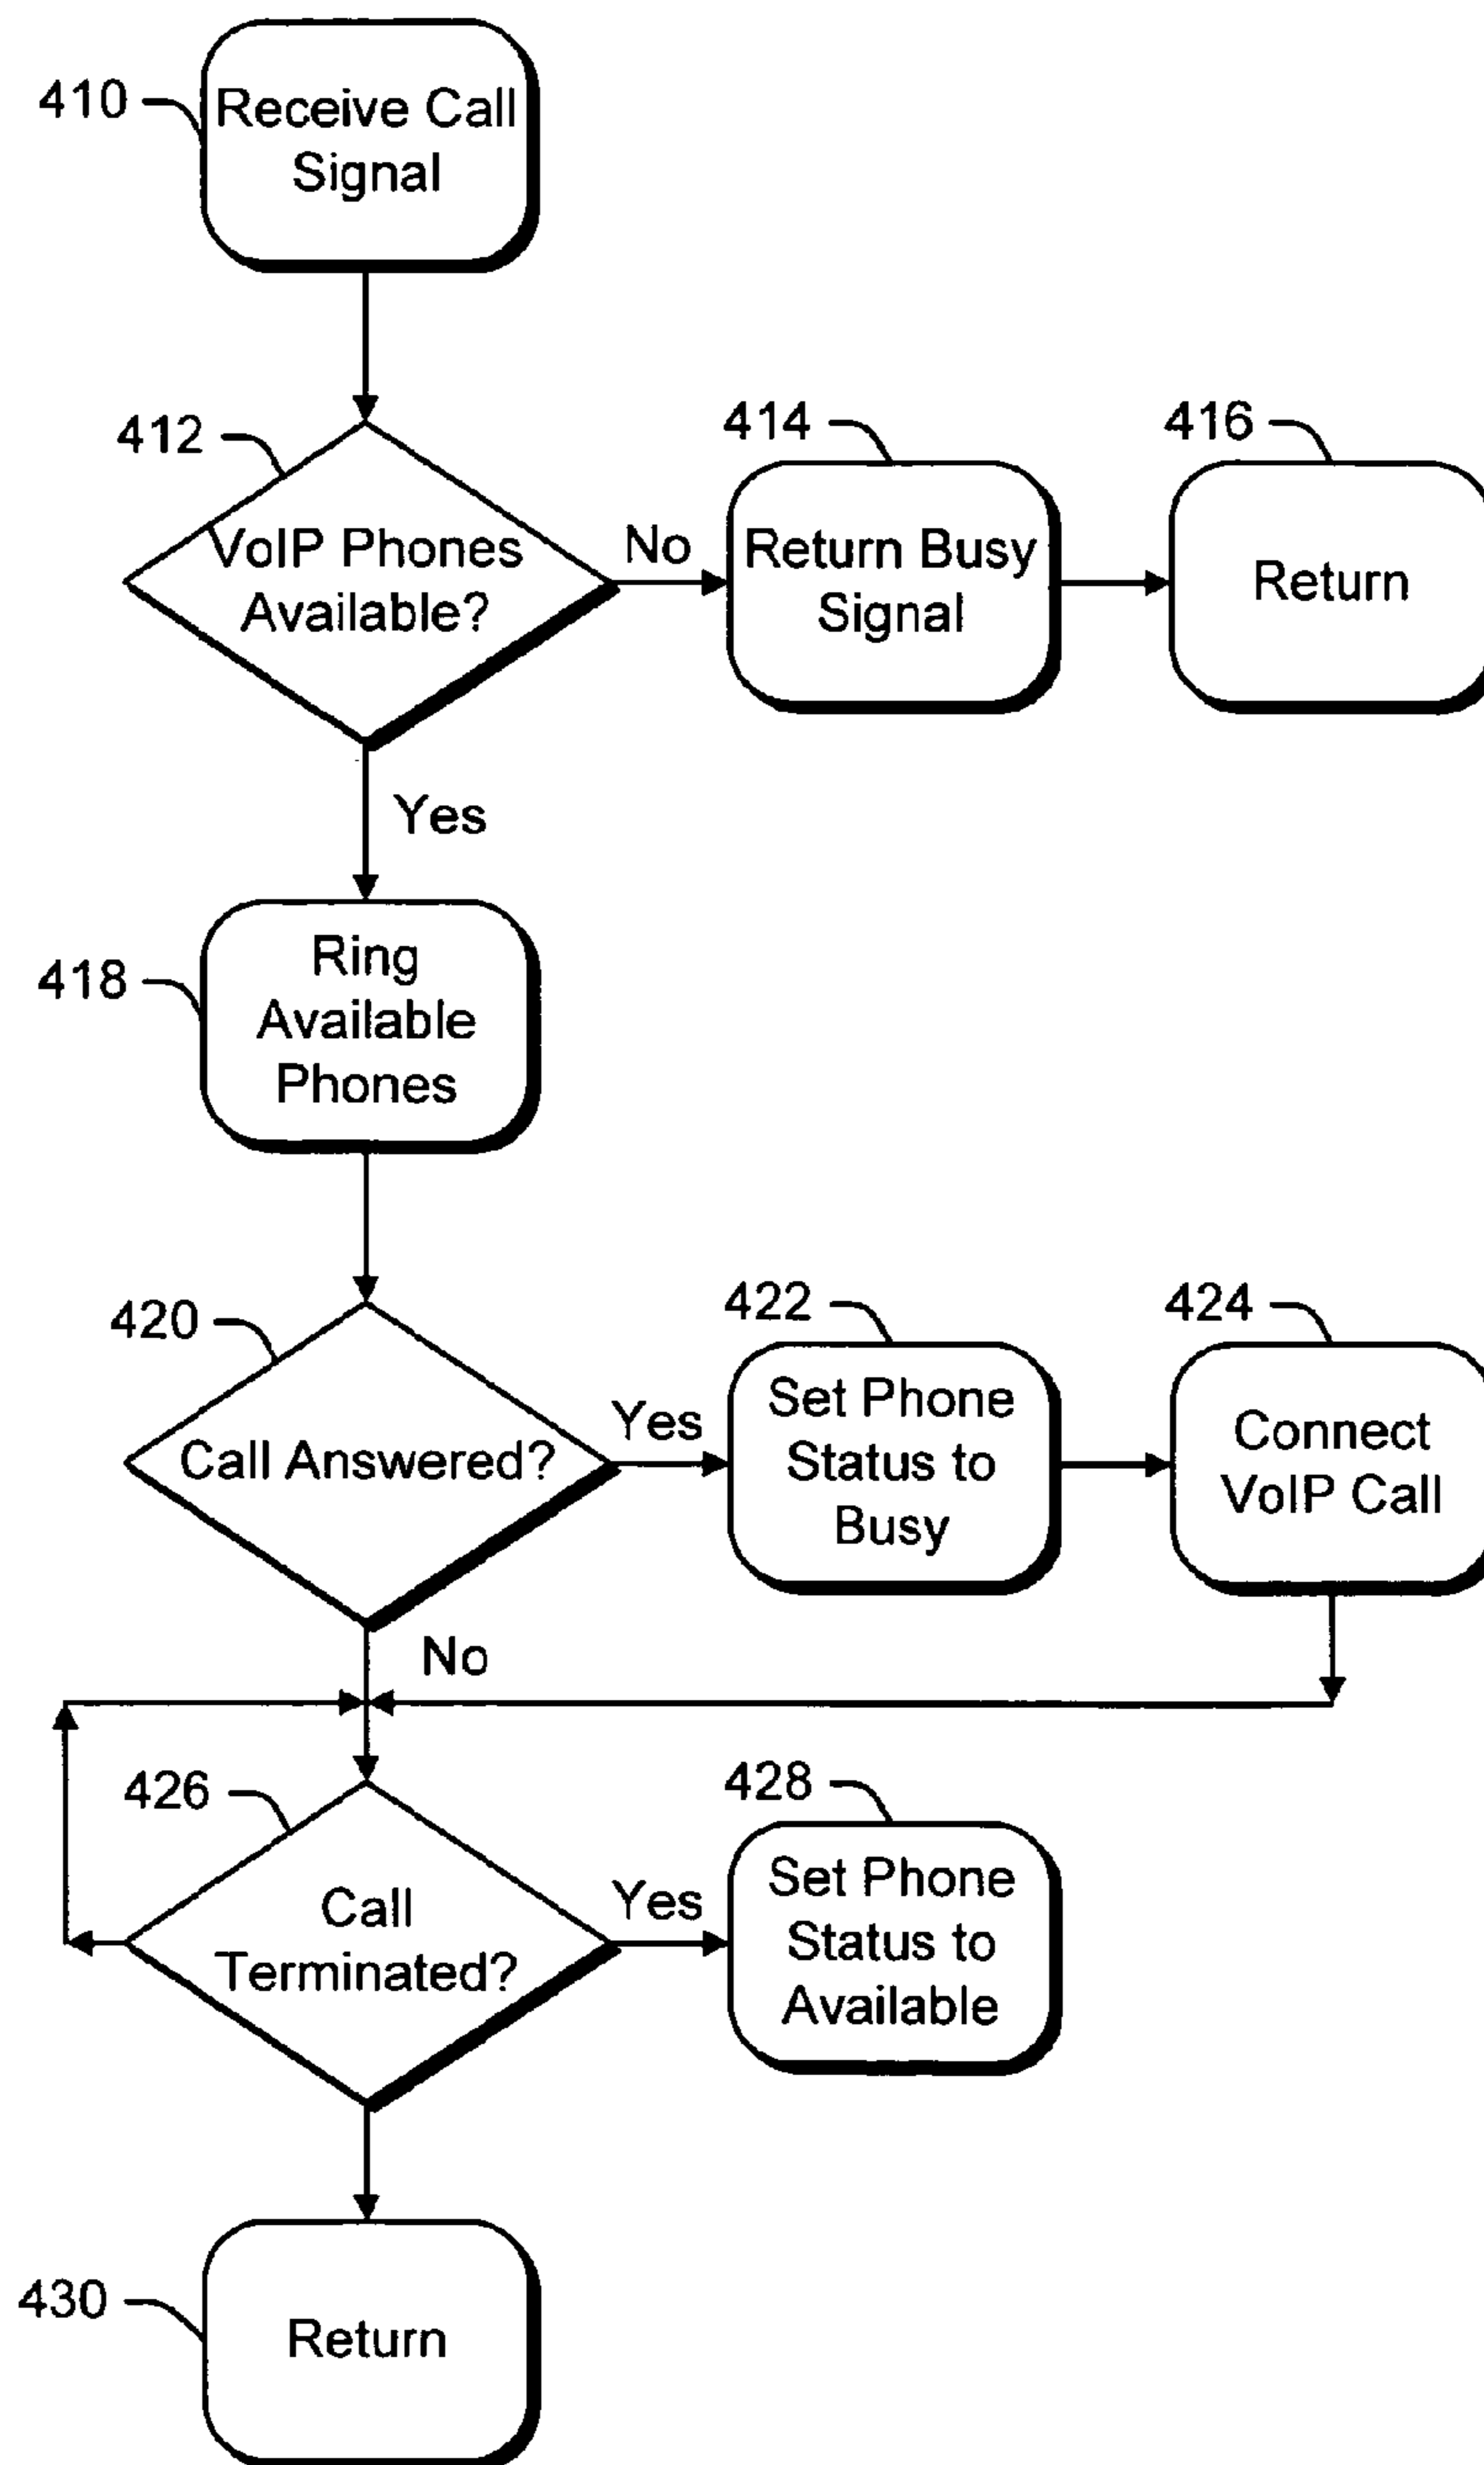 410
Receive Call
Signal
412
VoIP Phones
Available?
No
414
Return Busy
Signal
416
Return
Yes
418
Ring
Available
Phones
420
Call Answered?
Yes
422
Set Phone
Status to
Busy
424
Connect
VoIP Call
No
426
Call
Terminated?
Yes
428
Set Phone
Status to
Available
430
Return